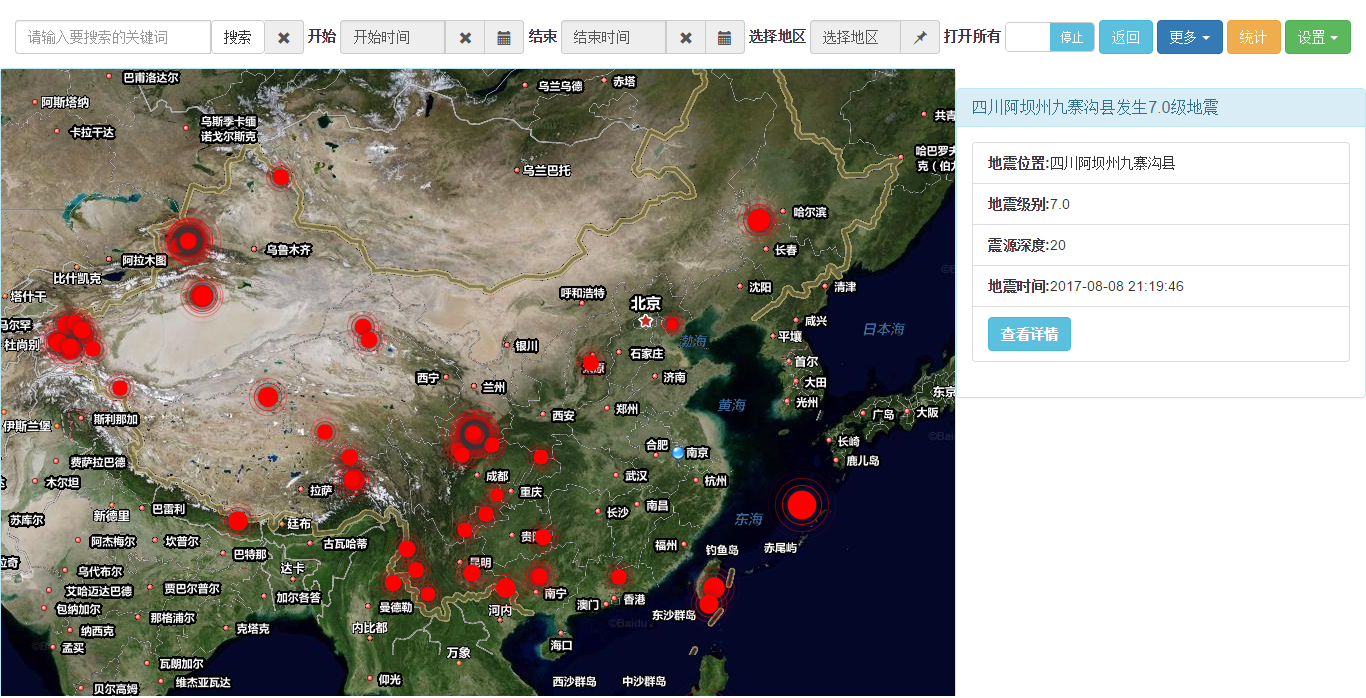 请输入要搜索的关键词 搜索 开始 开始时间 结束 结束时间 选择地区 选择地区 打开所有 停止 返回 更多 统计 设置
四川阿坝州九寨沟县发生7.0级地震
地震位置:四川阿坝州九寨沟县
地震级别:7.0
震源深度:20
地震时间:2017-08-08 21:19:46
查看详情
巴甫洛达尔
乌兰乌德
赤塔
阿斯塔纳
卡拉干达
乌斯季卡缅
诺戈尔斯克
共青
哈巴罗夫
克（伯力
乌兰巴托
哈尔滨
长春
乌鲁木齐
阿拉木图
比什凯克
塔什干
呼和浩特
北京
沈阳
清津
咸兴
日本海
马尔罕
杜尚别
银川
石家庄
渤海
平壤
首尔
西宁
兰州
济南
大田
光州
东京
斯利那加
伊斯兰堡
西安
郑州
黄海
广岛
大阪
长崎
鹿儿岛
合肥
南京
费萨拉巴德
木尔坦
成都
武汉
杭州
拉萨
重庆
苏库尔
新德里
巴雷利
廷布
长沙
南昌
东海
阿杰梅尔
坎普尔
巴特那
古瓦哈蒂
福州
钓鱼岛
赤尾屿
乌代布尔
达卡
昆明
艾哈迈达巴德
贾巴尔普尔
加尔各答
曼德勒
南宁
澳门
香港
东沙群岛
包纳加尔
那格浦尔
克塔克
内比都
河内
纳西克
孟买
海口
瓦朗加尔
万象
贝尔高姆
维杰亚瓦达
仰光
西沙群岛
中沙群岛